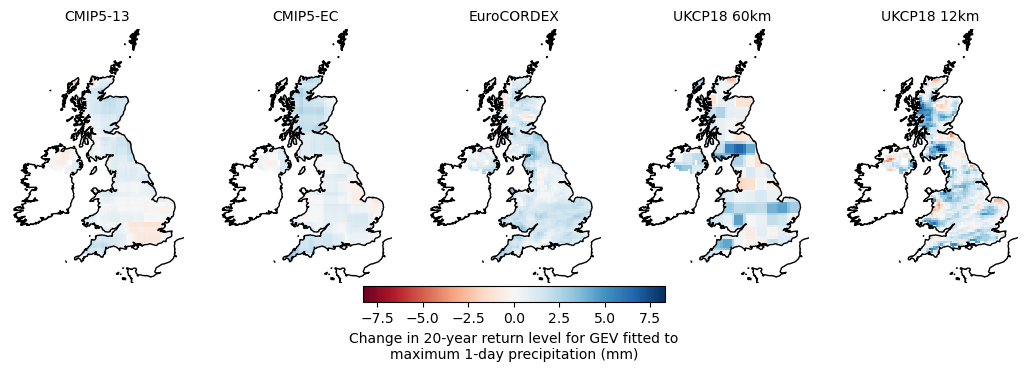 CMIP5-13
CMIP5-EC
EuroCORDEX
UKCP18 60km
UKCP18 12km
−7.5 −5.0 −2.5 0.0 2.5 5.0 7.5
Change in 20-year return level for GEV fitted to
maximum 1-day precipitation (mm)